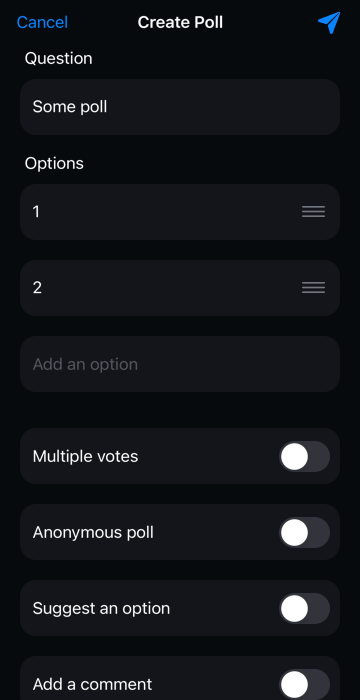 Cancel Create Poll
Question
Some poll
Options
1
2
Add an option
Multiple votes
Anonymous poll
Suggest an option
Add a comment